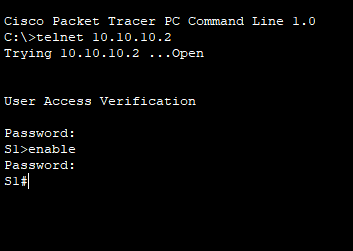 Cisco Packet Tracer PC Command Line 1.0
C:\>telnet 10.10.10.2
Trying 10.10.10.2 ...Open
User Access Verification
Password:
S1>enable
Password:
S1#